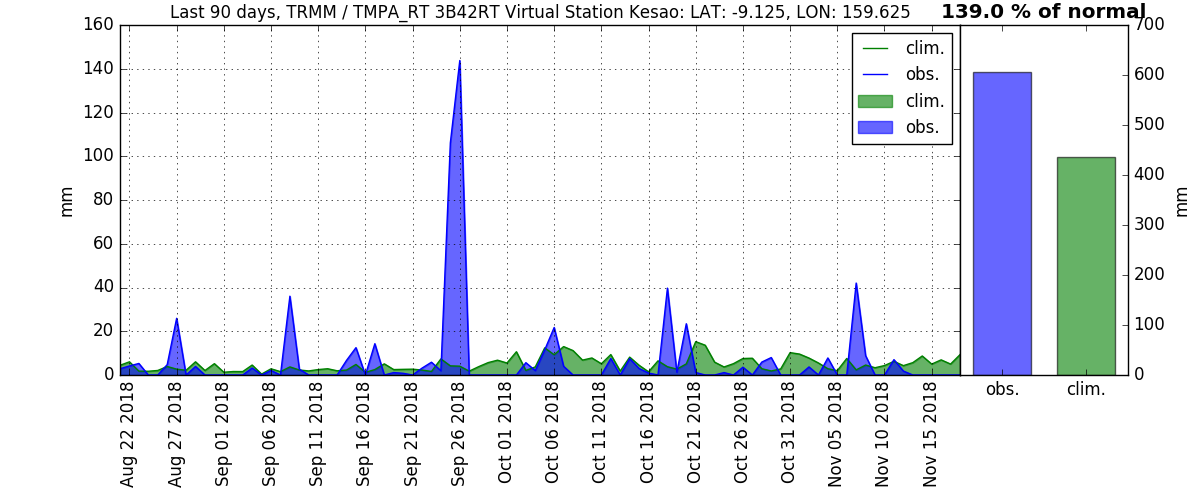 Last 90 days, TRMM / TMPA_RT 3B42RT Virtual Station Kesao: LAT: -9.125, LON: 159.625
139.0 % of normal
160
140
120
100
80
60
40
20
0
mm
clim.
obs.
clim.
obs.
700
600
500
400
300
200
100
0
mm
obs.
clim.
Aug 22 2018
Aug 27 2018
Sep 01 2018
Sep 06 2018
Sep 11 2018
Sep 16 2018
Sep 21 2018
Sep 26 2018
Oct 01 2018
Oct 06 2018
Oct 11 2018
Oct 16 2018
Oct 21 2018
Oct 26 2018
Oct 31 2018
Nov 05 2018
Nov 10 2018
Nov 15 2018